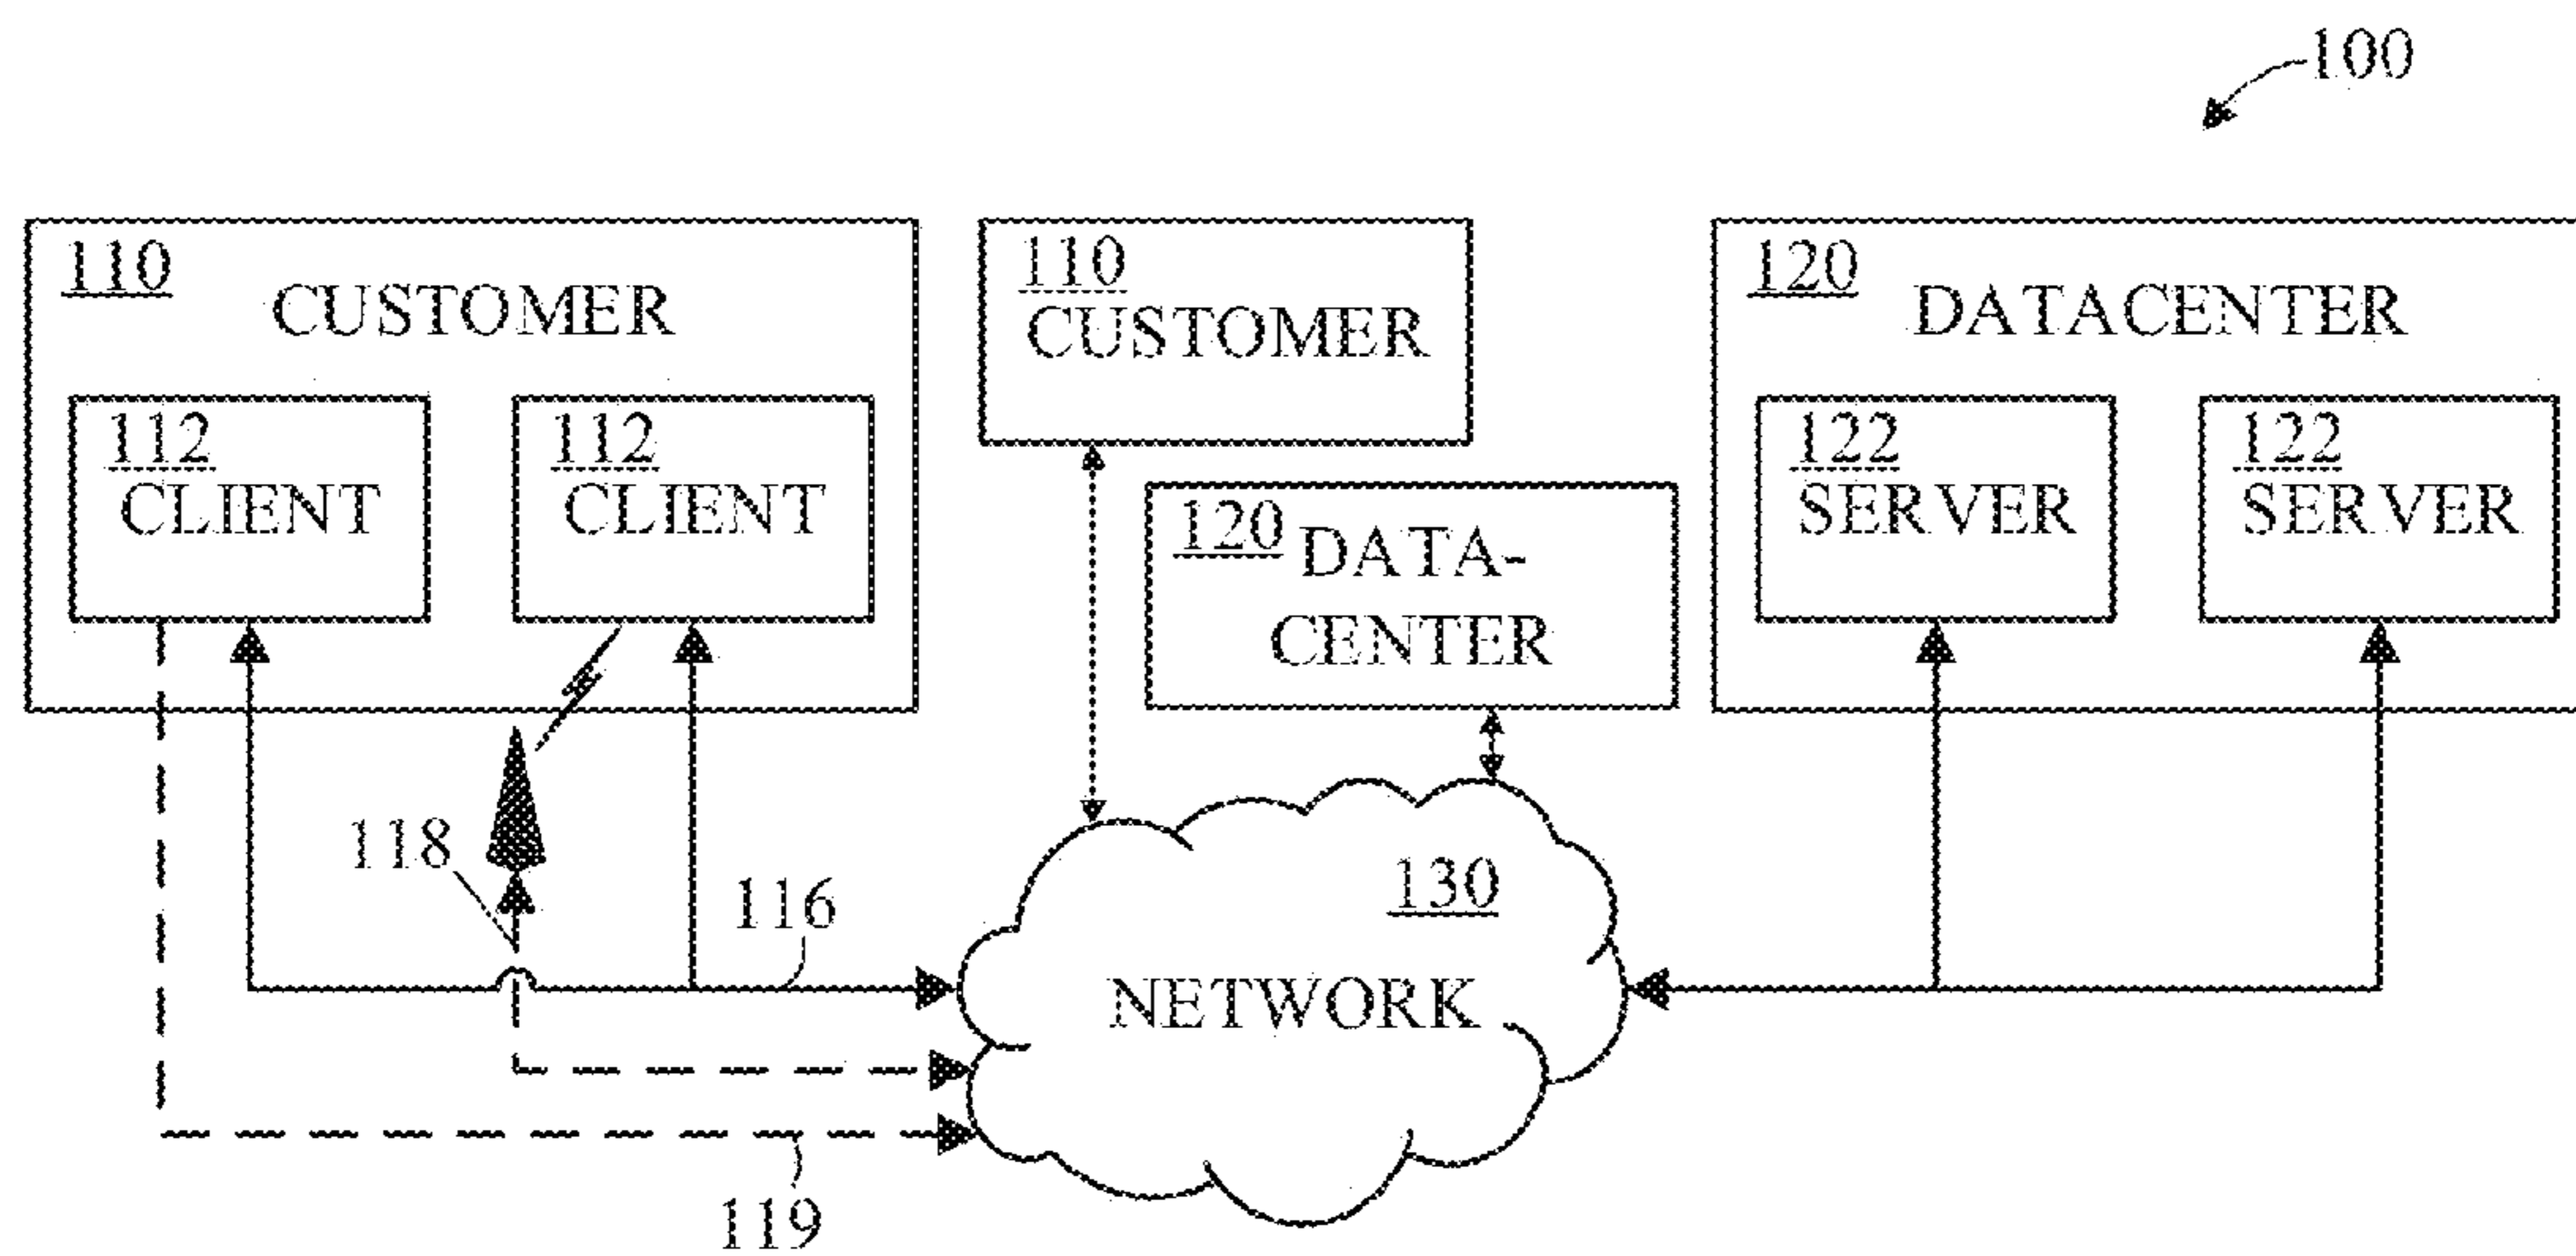 100
110
CUSTOMER
112
CLIENT
112
CLIENT
110
CUSTOMER
120
DATA-
CENTER
120
DATACENTER
122
SERVER
122
SERVER
118
116
119
130
NETWORK